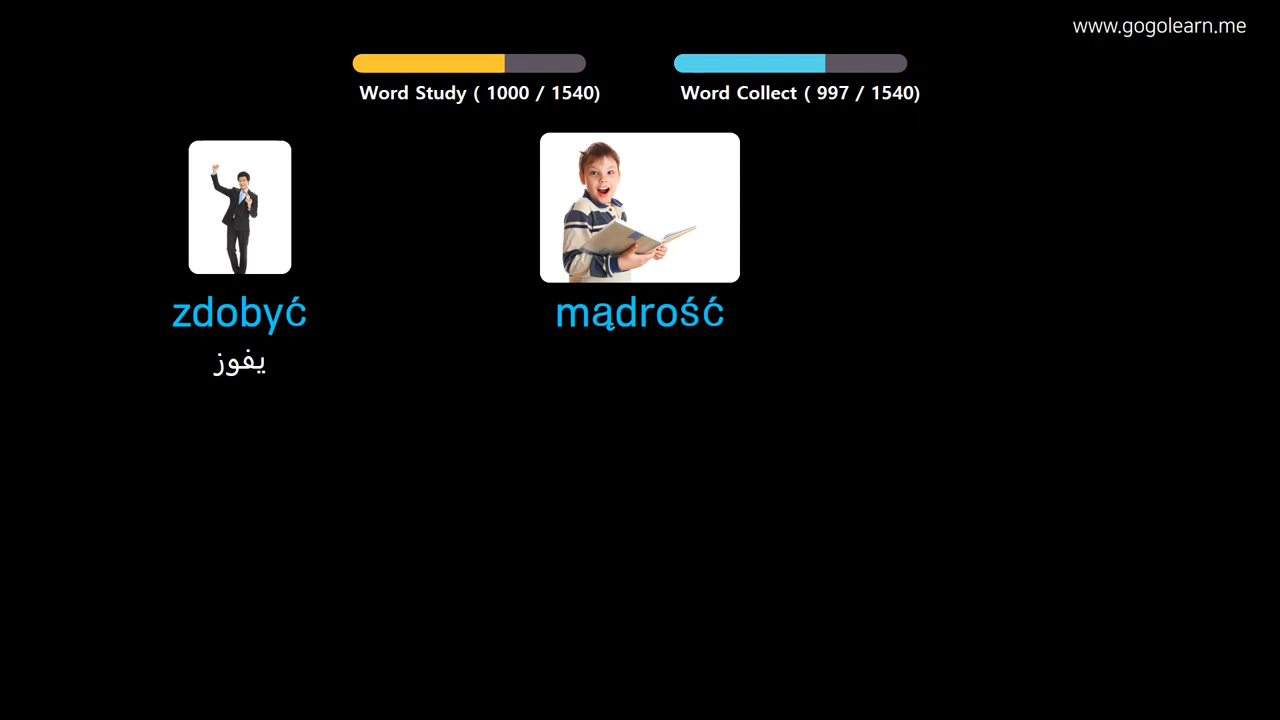 www.gogolearn.me
Word Study ( 1000 / 1540)
Word Collect ( 997 / 1540)
zdobyć
يفوز
mądrość